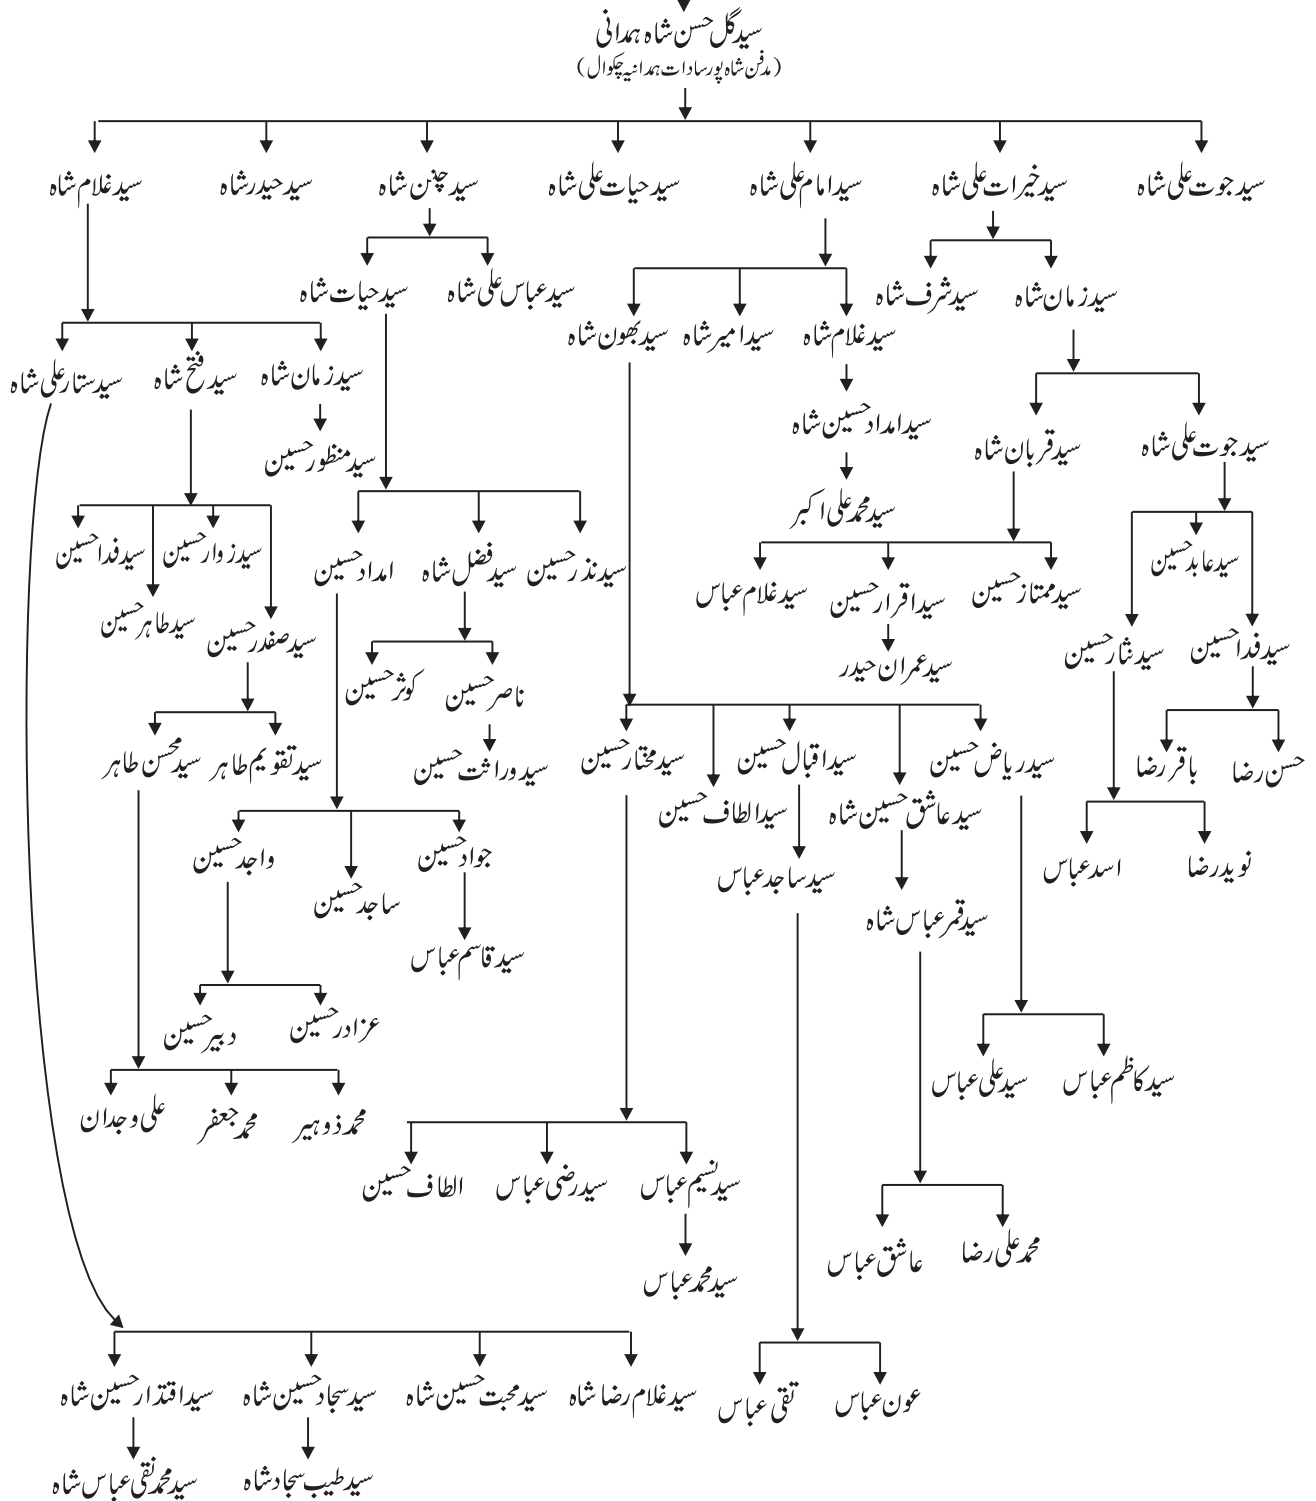 سید گل حسن شاہ ہمدانی
(مدفن شاہ پور سادات ہمدانیہ چکوال)
سید جوت علی شاہ
سید خیرات علی شاہ
سید امام علی شاہ
سید حیات علی شاہ
سید چنن شاہ
سید حیدر شاہ
سید غلام شاہ
سید زمان شاہ
سید شرف شاہ
سید عباس علی شاہ
سید حیات شاہ
سید غلام شاہ
سید امیر شاہ
سید بھون شاہ
سید زمان شاہ
سید فتح شاہ
سید ستار علی شاہ
سید امداد حسین شاہ
سید جوت علی شاہ
سید قربان شاہ
سید منظور حسین
سید محمد علی اکبر
سید عابد حسین
سید زوار حسین
سید فدا حسین
سید نذر حسین
سید فضل شاہ
امداد حسین
سید ممتاز حسین
سید اقرار حسین
سید غلام عباس
سید طاہر حسین
سید صفدر حسین
سید فدا حسین
سید نثار حسین
سید عمران حیدر
ناصر حسین
کوثر حسین
حسن رضا
باقر رضا
سید ریاض حسین
سید اقبال حسین
سید مختار حسین
سید وراثت حسین
سید تقویم طاہر
سید محسن طاہر
سید عاشق حسین شاہ
سید الطاف حسین
جواد حسین
واجد حسین
نوید رضا
اسد عباس
سید ساجد عباس
ساجد حسین
سید قمر عباس شاہ
سید قاسم عباس
عزادر حسین
دبیر حسین
سید کاظم عباس
سید علی عباس
محمد ذوہیر
محمد جعفر
علی وجدان
سید نسیم عباس
سید رضی عباس
الطاف حسین
محمد علی رضا
عاشق عباس
سید محمد عباس
عون عباس
تقی عباس
سید غلام رضا شاہ
سید محبت حسین شاہ
سید سجاد حسین شاہ
سید اقتدار حسین شاہ
سید طیب سجاد شاہ
سید محمد نقی عباس شاہ